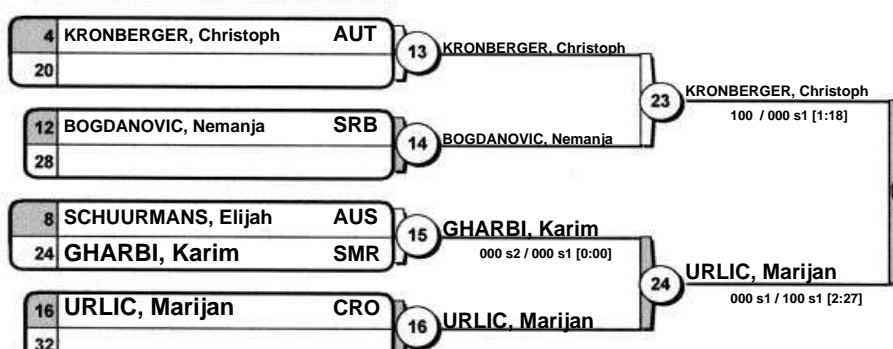 4 KRONBERGER, Christoph AUT
20
13 KRONBERGER, Christoph
12 BOGDANOVIC, Nemanja SRB
28
14 BOGDANOVIC, Nemanja
23 KRONBERGER, Christoph
100 / 000 s1 [1:18]
8 SCHUURMANS, Elijah AUS
24 GHARBI, Karim SMR
15 GHARBI, Karim
000 s2 / 000 s1 [0:00]
16 URLIC, Marijan CRO
32
16 URLIC, Marijan
24 URLIC, Marijan
000 s1 / 100 s1 [2:27]